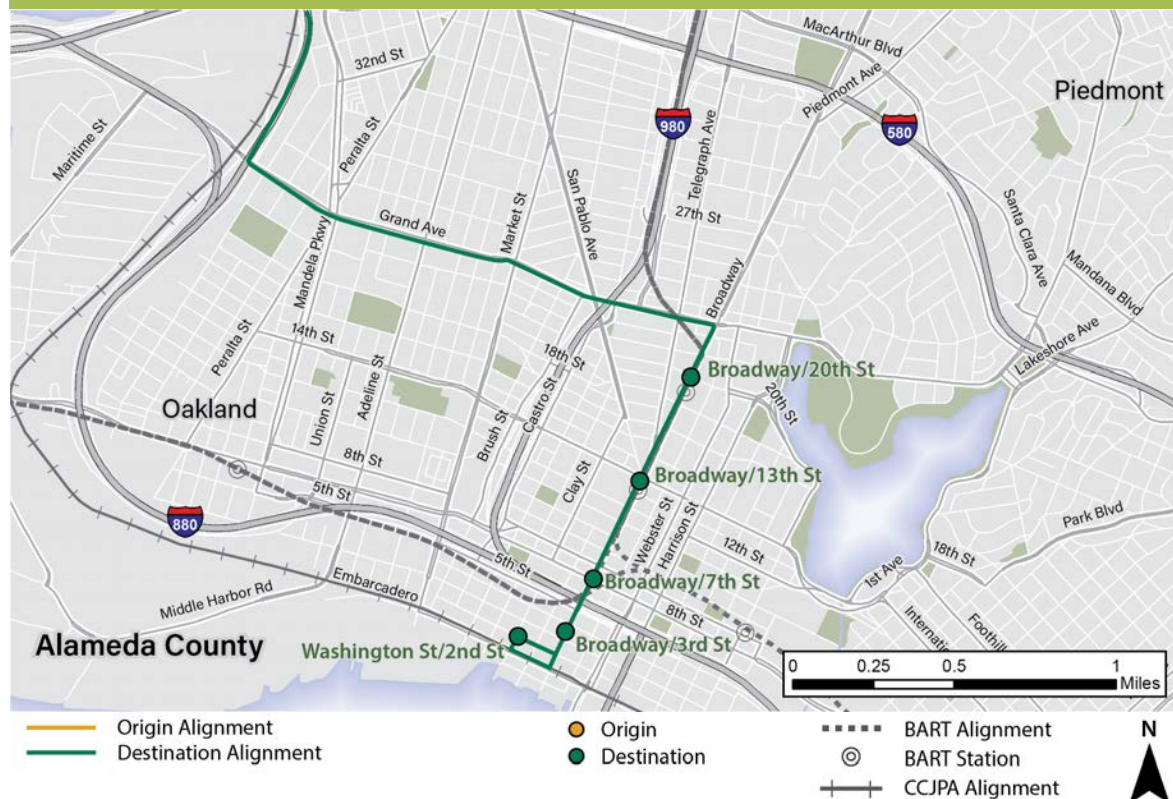 MacArthur Blvd
32nd St
Piedmont Ave
Piedmont
980
580
Maritime St
Peralta St
Telegraph Ave
San Pablo Ave
Market St
27th St
Santa Clara Ave
Grand Ave
Mandela Pkwy
Broadway
Mandana Blvd
Peralta St
14th St
18th St
Lakeshore Ave
Broadway/20th St
20th St
Oakland
Union St
Adeline St
Brush St
Castro St
8th St
Clay St
Broadway/13th St
5th St
880
Webster St
Harrison St
Park Blvd
12th St
18th St
1st Ave
5th St
Embarcadero
Broadway/7th St
Middle Harbor Rd
8th St
Internati
Foothil
Alameda County
Washington St/2nd St
Broadway/3rd St
0 0.25 0.5 1
Miles
Origin Alignment
Destination Alignment
Origin
Destination
BART Alignment
BART Station
CCJPA Alignment
N